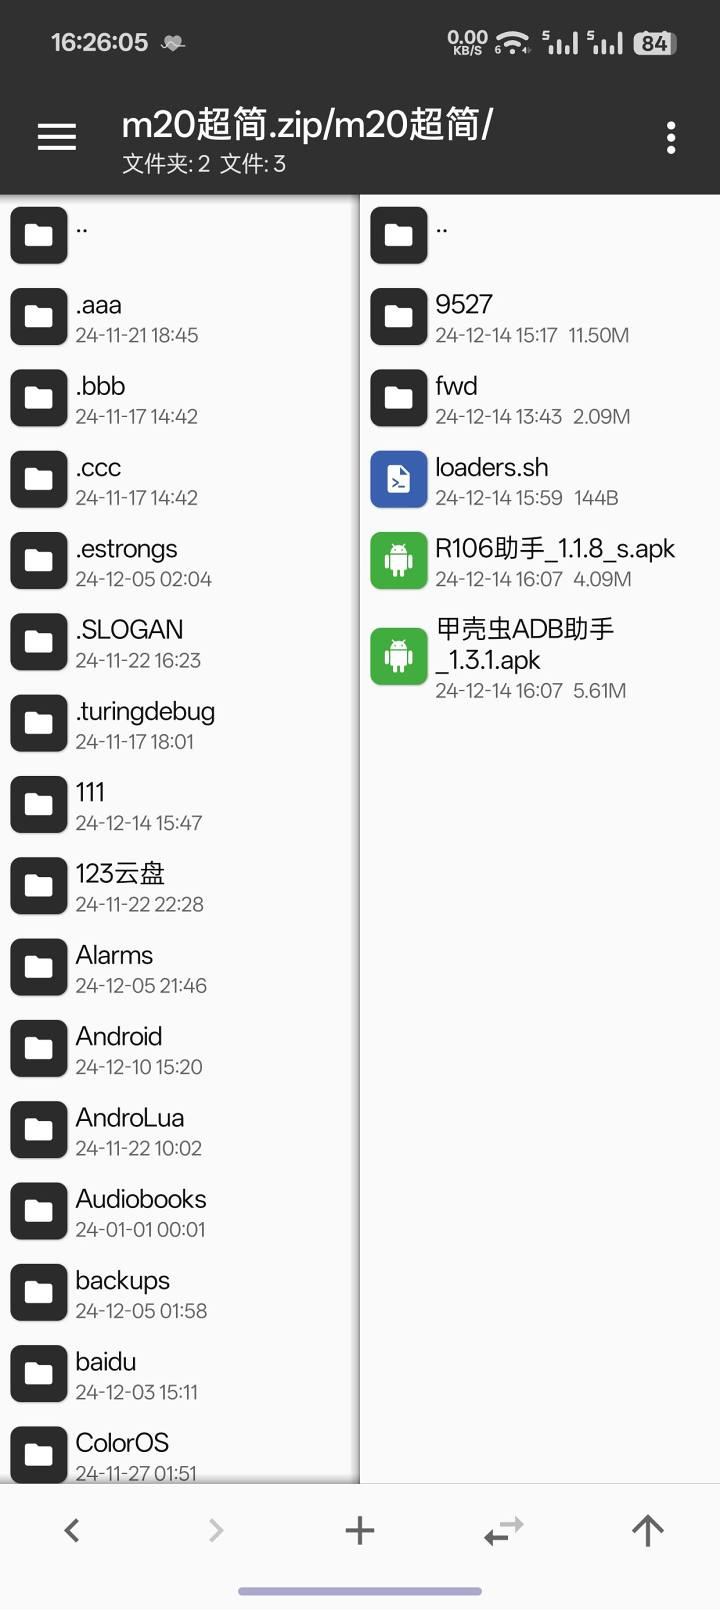 16:26:05
0.00
KB/S
6
5
5
84
m20超简.zip/m20超简/
文件夹: 2 文件: 3
..
.aaa
24-11-21 18:45
.bbb
24-11-17 14:42
.ccc
24-11-17 14:42
.estrongs
24-12-05 02:04
.SLOGAN
24-11-22 16:23
.turingdebug
24-11-17 18:01
111
24-12-14 15:47
123云盘
24-11-22 22:28
Alarms
24-12-05 21:46
Android
24-12-10 15:20
AndroLua
24-11-22 10:02
Audiobooks
24-01-01 00:01
backups
24-12-05 01:58
baidu
24-12-03 15:11
ColorOS
24-11-27 01:51
..
9527
24-12-14 15:17 11.50M
fwd
24-12-14 13:43 2.09M
loaders.sh
24-12-14 15:59 144B
R106助手_1.1.8_s.apk
24-12-14 16:07 4.09M
甲壳虫ADB助手
_1.3.1.apk
24-12-14 16:07 5.61M